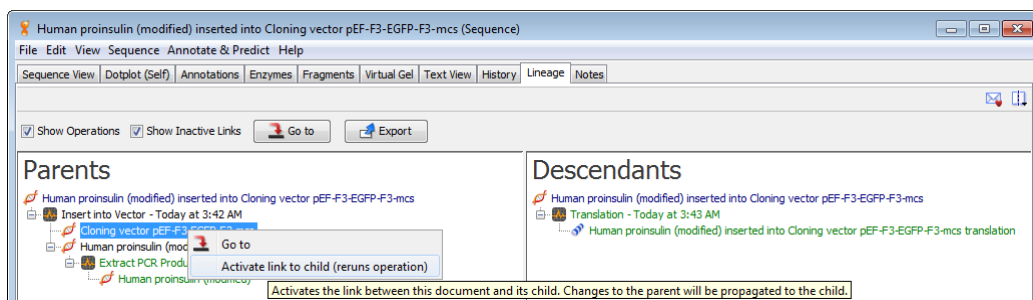 Human proinsulin (modified) inserted into Cloning vector pEF-F3-EGFP-F3-mcs (Sequence)
File Edit View Sequence Annotate & Predict Help
Sequence View Dotplot (Self) Annotations Enzymes Fragments Virtual Gel Text View History Lineage Notes
Show Operations Show Inactive Links Go to Export
Parents
Human proinsulin (modified) inserted into Cloning vector pEF-F3-EGFP-F3-mcs
Insert into Vector - Today at 3:42 AM
Cloning vector pEF-F3-EGFP-F3-mcs
Human proinsulin (mod
Extract PCR Produ
Human proinsulin (modified)
Go to
Activate link to child (reruns operation)
Activates the link between this document and its child. Changes to the parent will be propagated to the child.
Descendants
Human proinsulin (modified) inserted into Cloning vector pEF-F3-EGFP-F3-mcs
Translation - Today at 3:43 AM
Human proinsulin (modified) inserted into Cloning vector pEF-F3-EGFP-F3-mcs translation